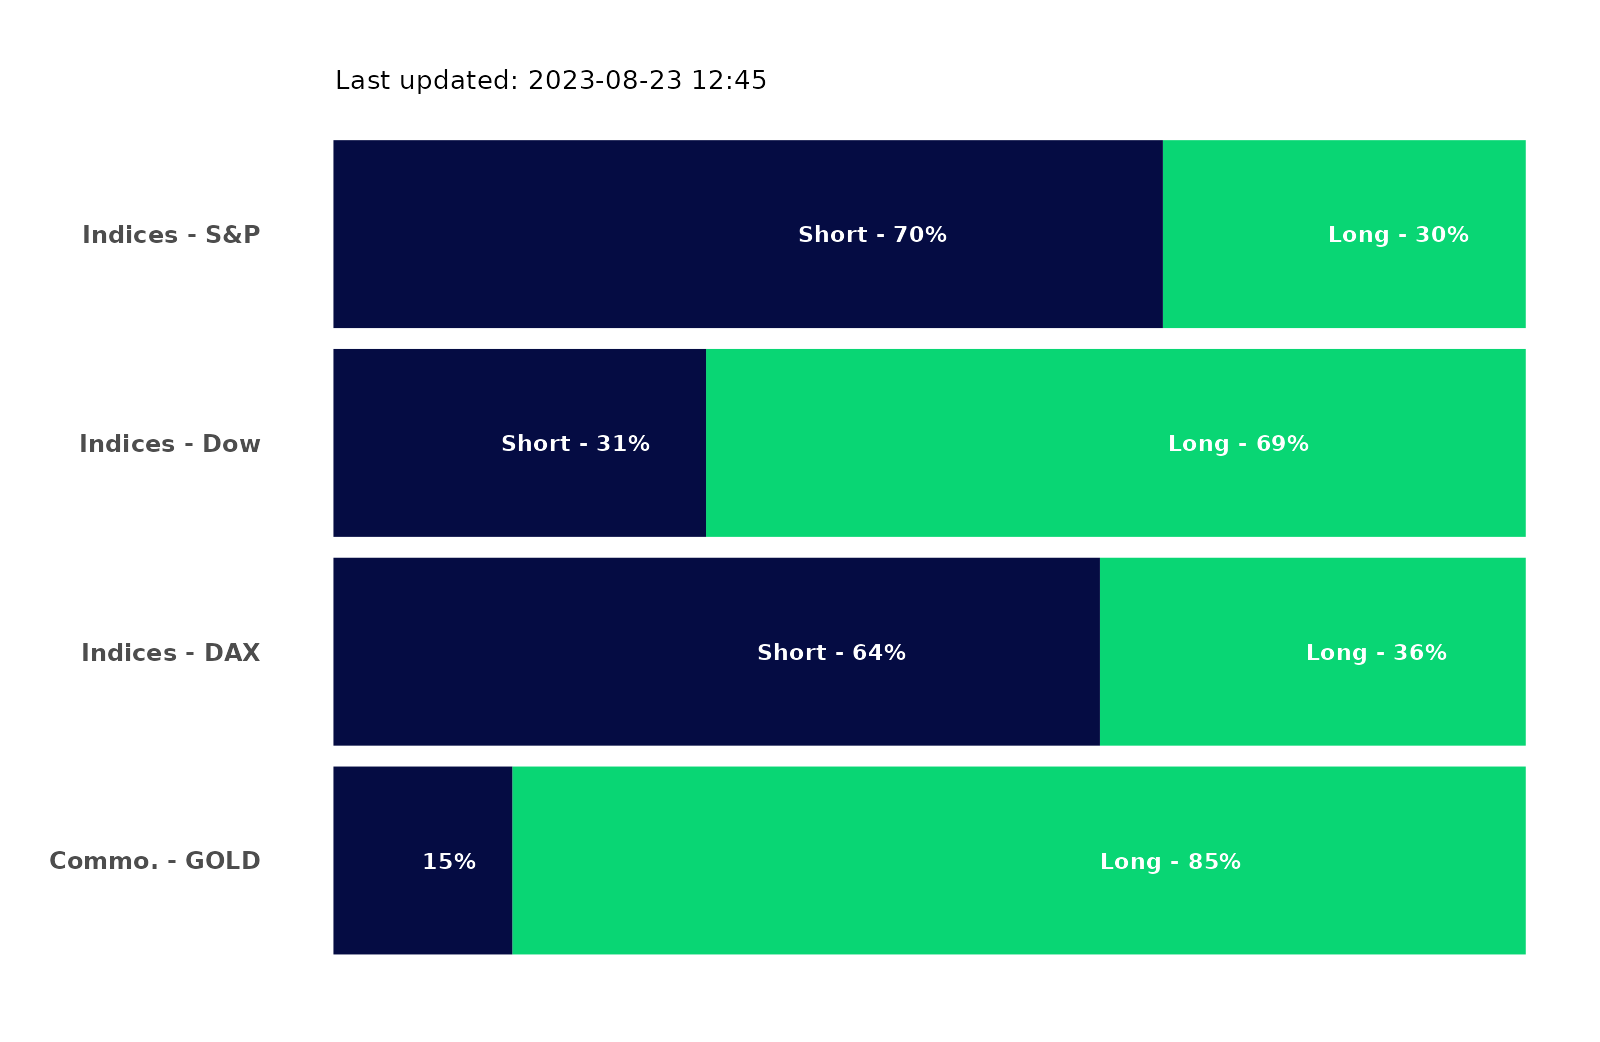 Last updated: 2023-08-23 12:45
Indices - S&P
Short - 70%
Long - 30%
Indices - Dow
Short - 31%
Long - 69%
Indices - DAX
Short - 64%
Long - 36%
Commo. - GOLD
15%
Long - 85%